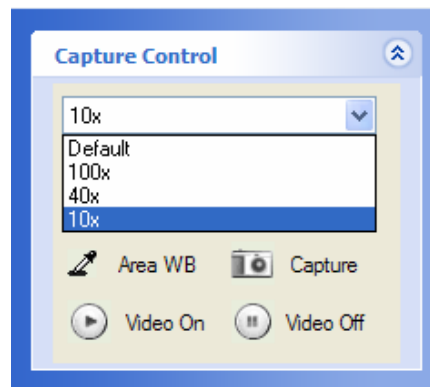 Capture Control
10x
Default
100x
40x
10x
Area WB Capture
Video On Video Off